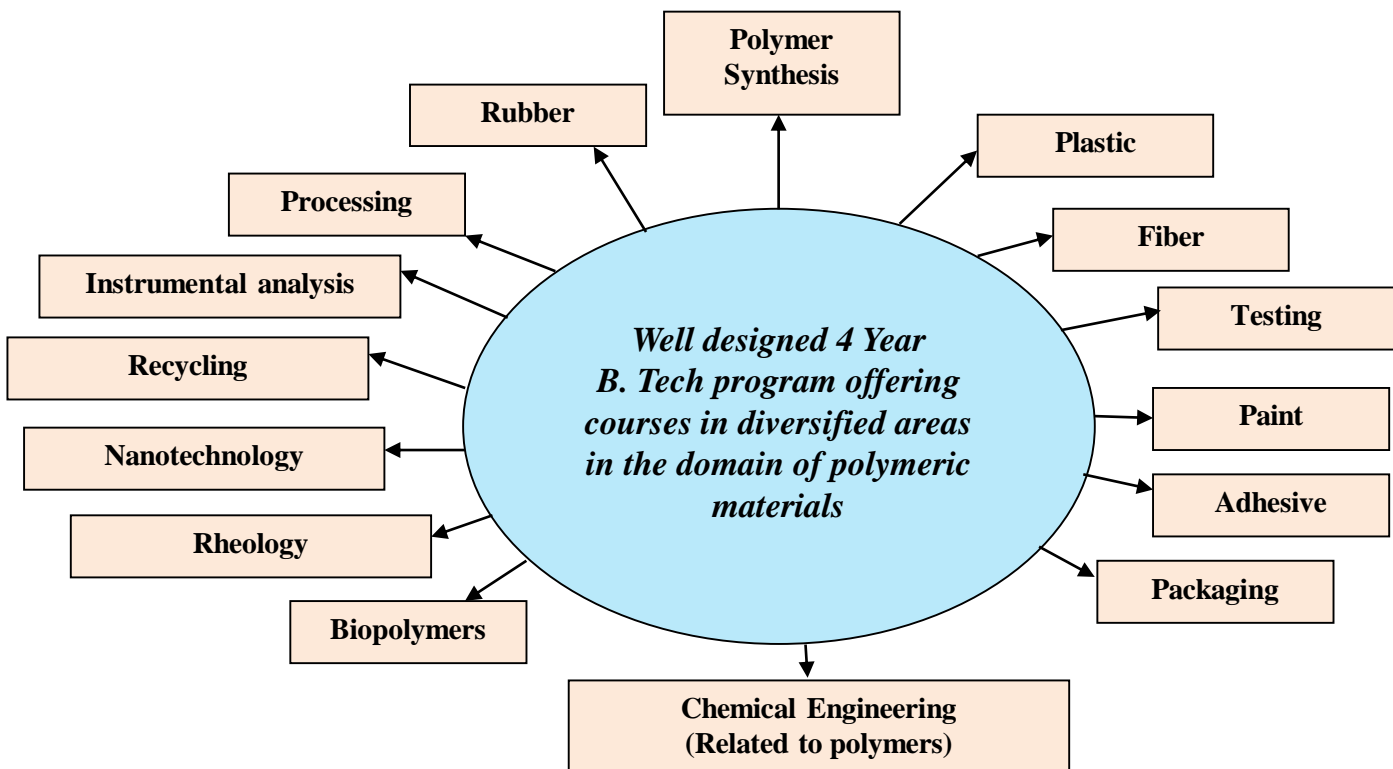 Polymer
Synthesis
Rubber
Plastic
Processing
Fiber
Instrumental analysis
Testing
Recycling
Well designed 4 Year
B. Tech program offering
courses in diversified areas
in the domain of polymeric
materials
Paint
Nanotechnology
Adhesive
Rheology
Packaging
Biopolymers
Chemical Engineering
(Related to polymers)